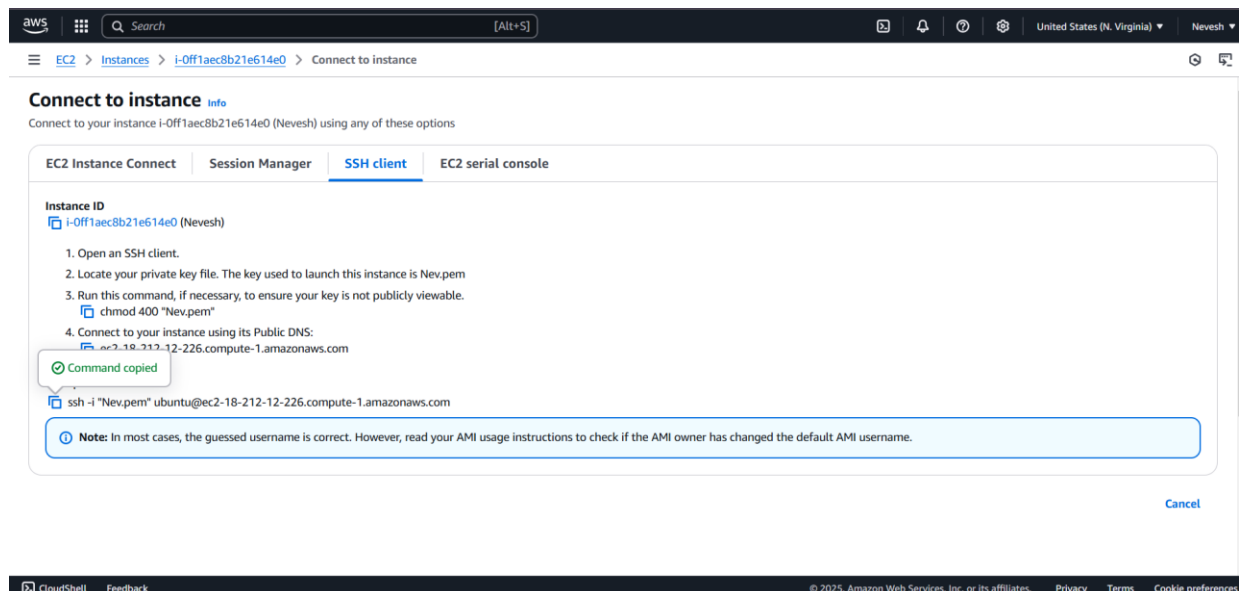 aws
Search [Alt+S]
United States (N. Virginia) Nevesh
EC2 > Instances > i-0ff1aec8b21e614e0 > Connect to instance
Connect to instance Info
Connect to your instance i-0ff1aec8b21e614e0 (Nevesh) using any of these options
EC2 Instance Connect Session Manager SSH client EC2 serial console
Instance ID
i-0ff1aec8b21e614e0 (Nevesh)
1. Open an SSH client.
2. Locate your private key file. The key used to launch this instance is Nev.pem
3. Run this command, if necessary, to ensure your key is not publicly viewable.
chmod 400 "Nev.pem"
4. Connect to your instance using its Public DNS:
ec2-18-212-12-226.compute-1.amazonaws.com
Command copied
ssh -i "Nev.pem" ubuntu@ec2-18-212-12-226.compute-1.amazonaws.com
Note: In most cases, the guessed username is correct. However, read your AMI usage instructions to check if the AMI owner has changed the default AMI username.
Cancel
CloudShell Feedback © 2025, Amazon Web Services, Inc. or its affiliates. Privacy Terms Cookie preferences